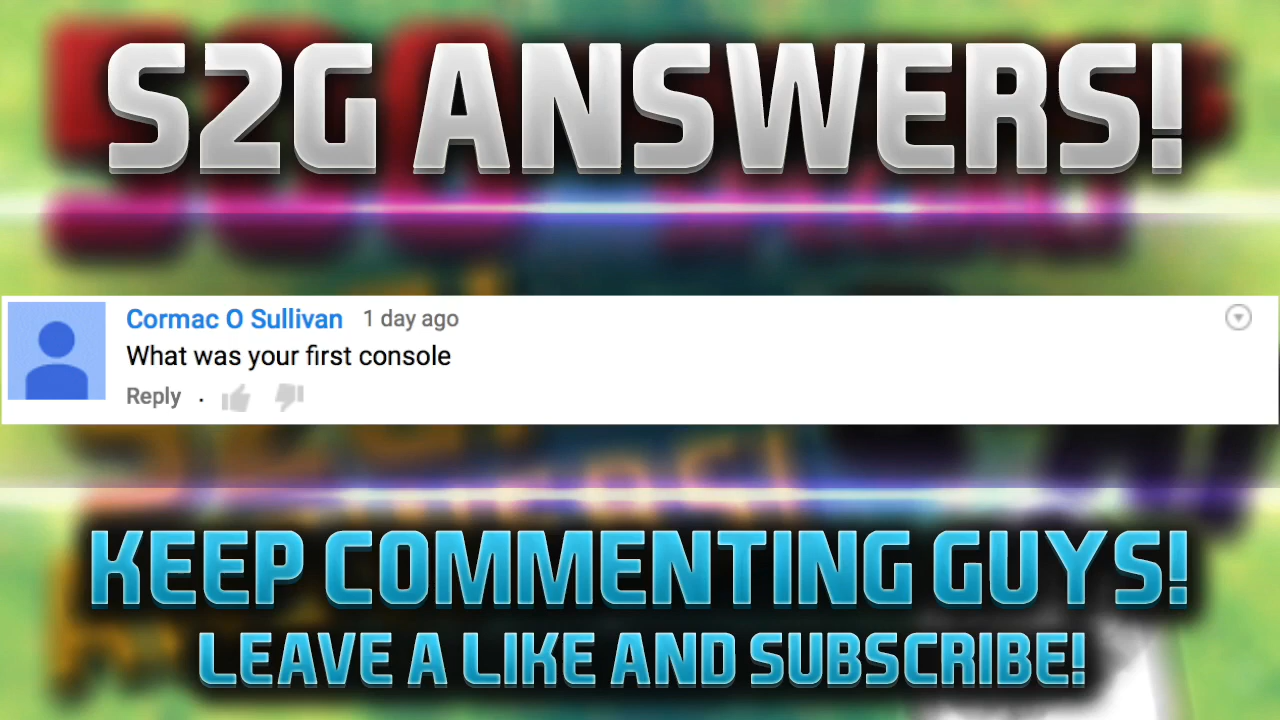 S2G ANSWERS!
Cormac O Sullivan 1 day ago
What was your first console
Reply .
KEEP COMMENTING GUYS!
LEAVE A LIKE AND SUBSCRIBE!